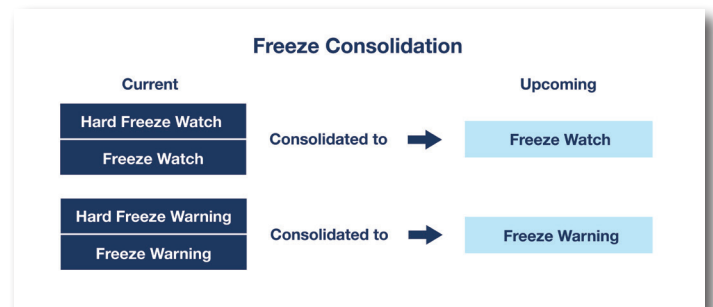 Freeze Consolidation
Current
Upcoming
Hard Freeze Watch
Freeze Watch
Consolidated to
Freeze Watch
Hard Freeze Warning
Freeze Warning
Consolidated to
Freeze Warning